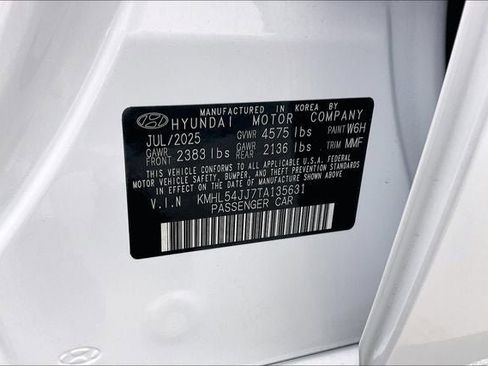 MANUFACTURED IN KOREA BY
HYUNDAI MOTOR COMPANY
JUL/2025 GVWR 4575 lbs PAINT W6H
GAWR FRONT 2383 lbs GAWR REAR 2136 lbs TRIM MMF
THIS VEHICLE CONFORMS TO ALL APPLICABLE U.S.A. FEDERAL
MOTOR VEHICLE SAFETY, BUMPER, AND THEFT PREVENTION
STANDARDS IN EFFECT ON THE DATE OF MANUFACTURE SHOWN ABOVE.
V.I.N KMHL54JJ7TA135631
PASSENGER CAR